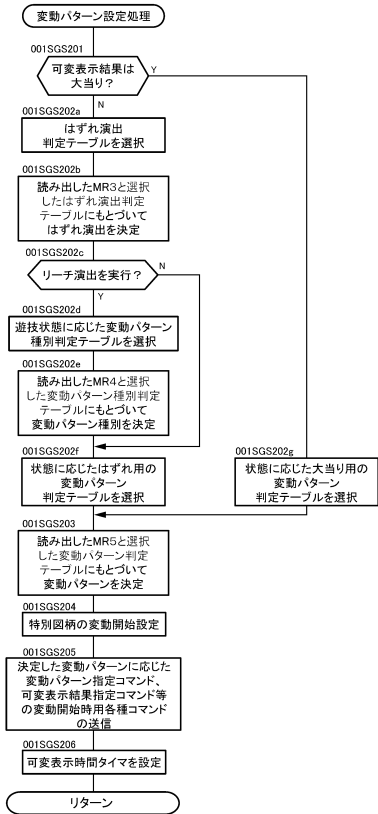 変動パターン設定処理
001SGS201
可変表示結果は
大当り？
Y
N
001SGS202a
はずれ演出
判定テーブルを選択
001SGS202b
読み出したMR3と選択
したはずれ演出判定
テーブルにもとづいて
はずれ演出を決定
001SGS202c
リーチ演出を実行？
N
Y
001SGS202d
遊技状態に応じた変動パターン
種別判定テーブルを選択
001SGS202e
読み出したMR4と選択
した変動パターン種別判定
テーブルにもとづいて
変動パターン種別を決定
001SGS202f
状態に応じたはずれ用の
変動パターン
判定テーブルを選択
001SGS202g
状態に応じた大当り用の
変動パターン
判定テーブルを選択
001SGS203
読み出したMR5と選択
した変動パターン判定
テーブルにもとづいて
変動パターンを決定
001SGS204
特別図柄の変動開始設定
001SGS205
決定した変動パターンに応じた
変動パターン指定コマンド、
可変表示結果指定コマンド等
の変動開始時用各種コマンド
の送信
001SGS206
可変表示時間タイマを設定
リターン